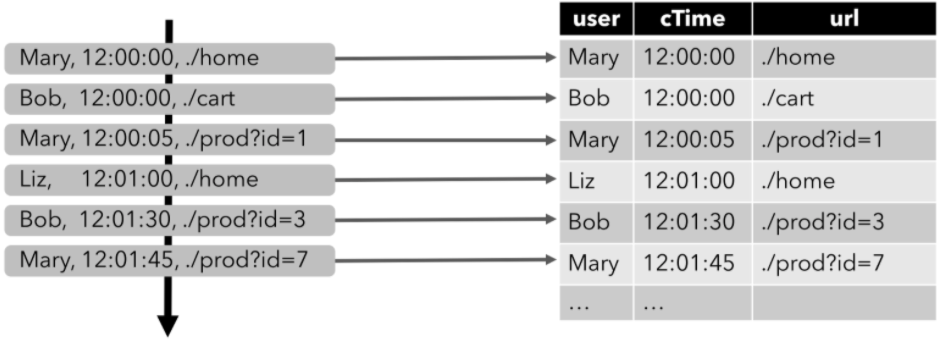 user cTime url
Mary, 12:00:00, ./home Mary 12:00:00 ./home
Bob, 12:00:00, ./cart Bob 12:00:00 ./cart
Mary, 12:00:05, ./prod?id=1 Mary 12:00:05 ./prod?id=1
Liz, 12:01:00, ./home Liz 12:01:00 ./home
Bob, 12:01:30, ./prod?id=3 Bob 12:01:30 ./prod?id=3
Mary, 12:01:45, ./prod?id=7 Mary 12:01:45 ./prod?id=7
… …